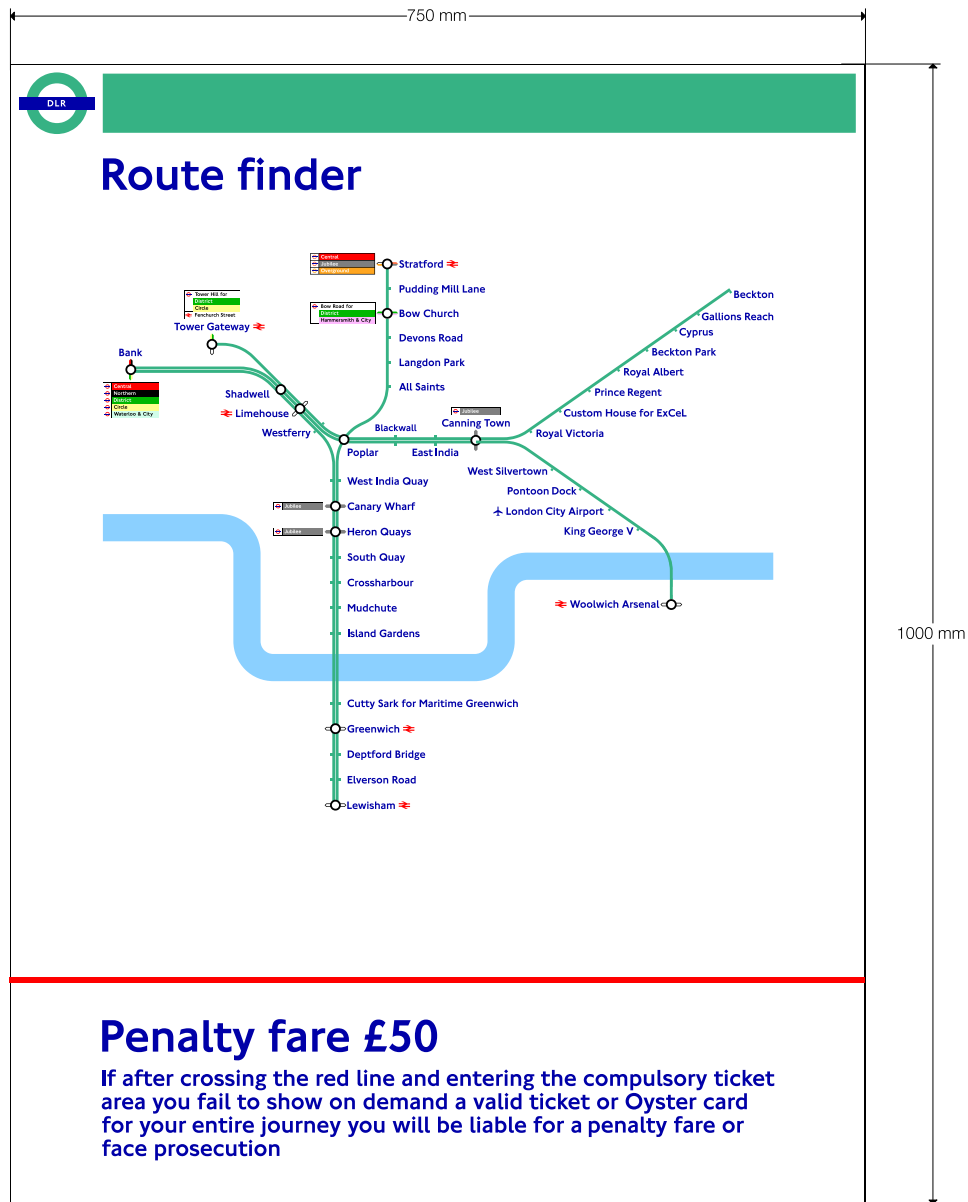 750 mm
DLR
Route finder
Central
Jubilee
Overground
Stratford
Pudding Mill Lane
Bow Road for
District
Hammersmith & City
Bow Church
Devons Road
Langdon Park
All Saints
Tower Hill for
District
Circle
Fenchurch Street
Tower Gateway
Bank
Central
Northern
District
Circle
Waterloo & City
Shadwell
Limehouse
Westferry
Poplar
Blackwall
East India
Jubilee
Canning Town
Beckton
Gallions Reach
Cyprus
Beckton Park
Royal Albert
Prince Regent
Custom House for ExCeL
Royal Victoria
West Silvertown
Pontoon Dock
London City Airport
King George V
Woolwich Arsenal
West India Quay
Jubilee
Canary Wharf
Jubilee
Heron Quays
South Quay
Crossharbour
Mudchute
Island Gardens
Cutty Sark for Maritime Greenwich
Greenwich
Deptford Bridge
Elverson Road
Lewisham
1000 mm
Penalty fare £50
If after crossing the red line and entering the compulsory ticket
area you fail to show on demand a valid ticket or Oyster card
for your entire journey you will be liable for a penalty fare or
face prosecution